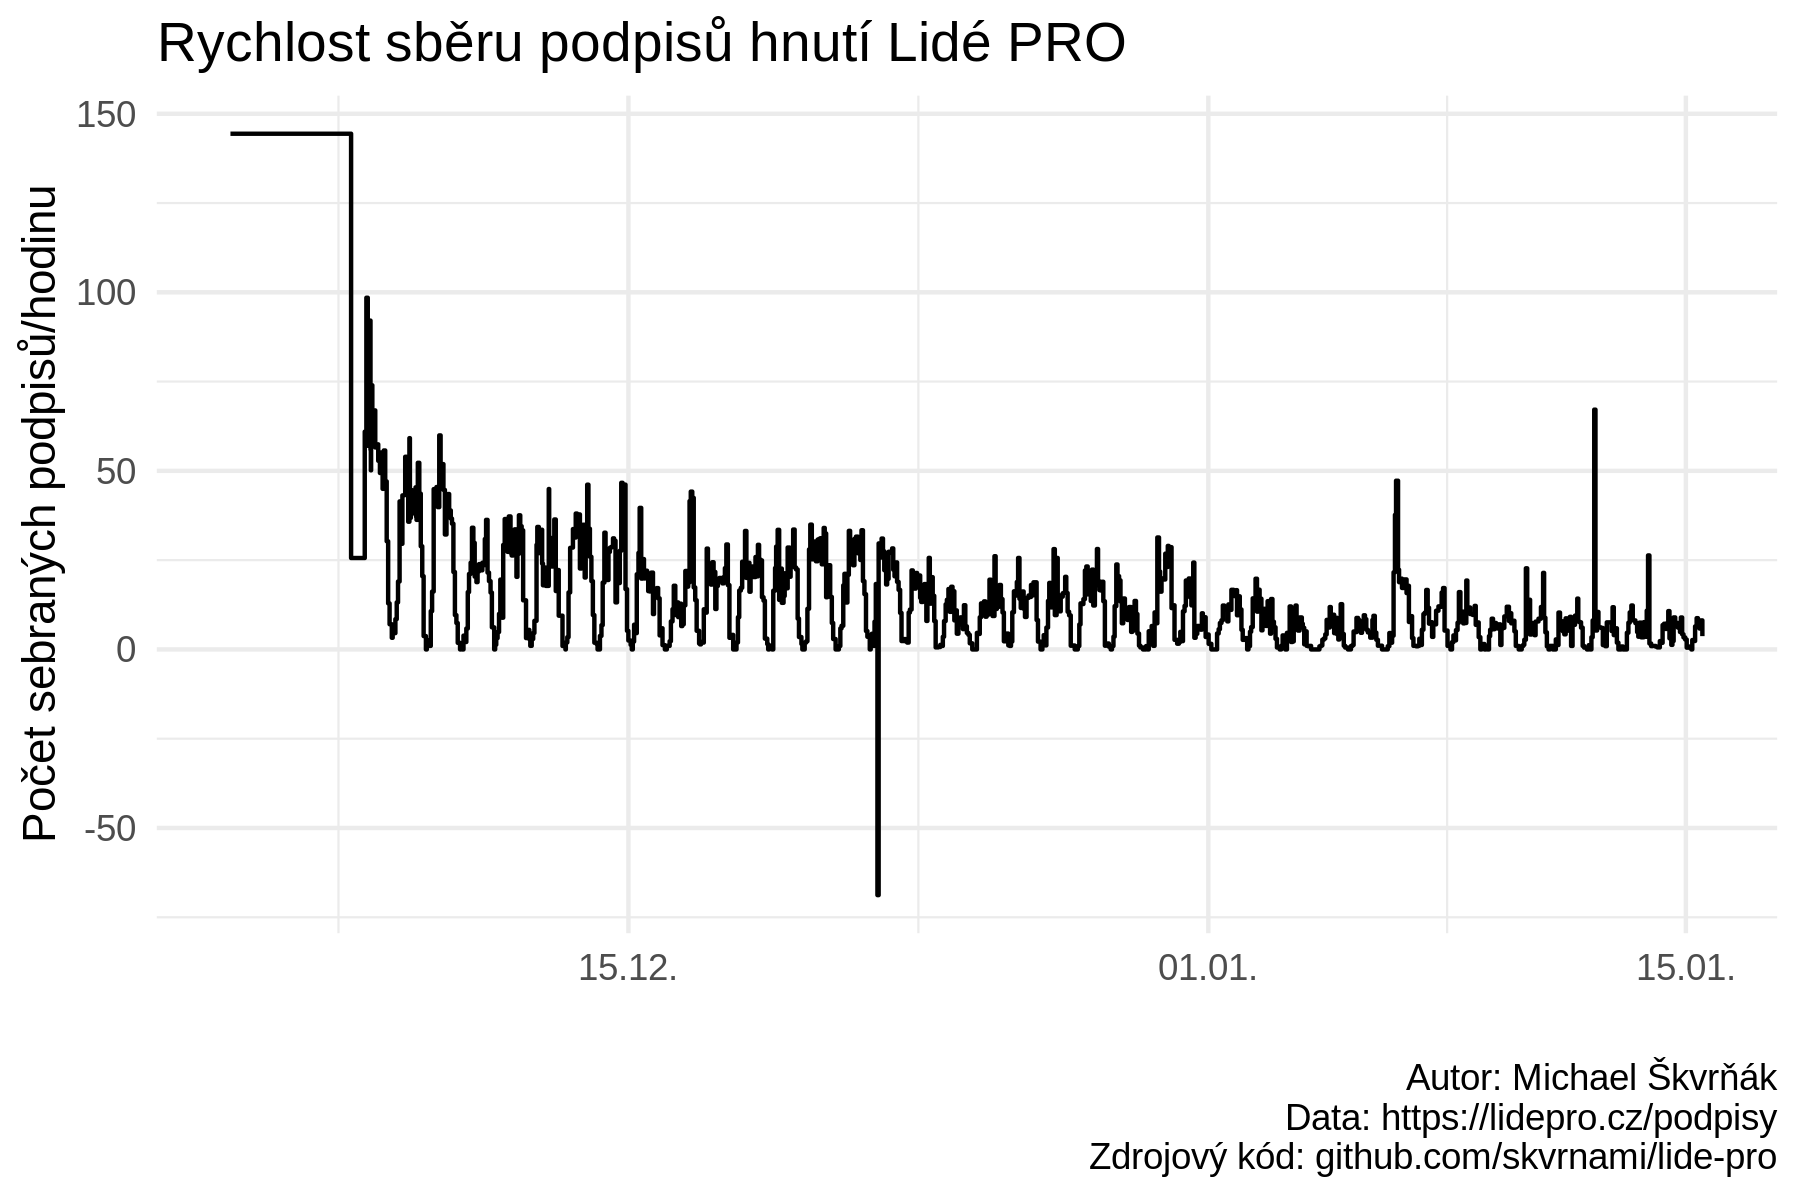 Rychlost sběru podpisů hnutí Lidé PRO
Počet sebraných podpisů/hodinu
150
100
50
0
-50
15.12.
01.01.
15.01.
Autor: Michael Škvrňák
Data: https://lidepro.cz/podpisy
Zdrojový kód: github.com/skvrnami/lide-pro